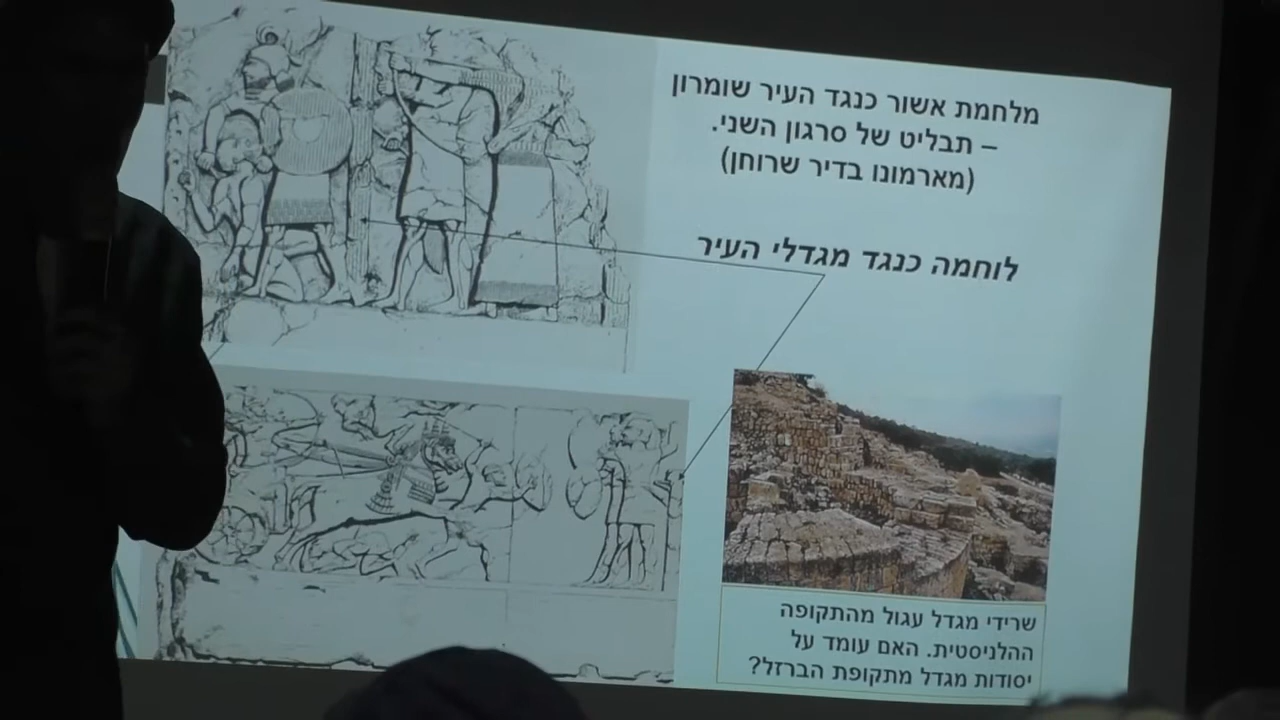 מלחמת אשור כנגד העיר שומרון
– תבליט של סרגון השני.
(מארמונו בדיר שרוחן)
לוחמה כנגד מגדלי העיר
שרידי מגדל עגול מהתקופה
ההלניסטית. האם עומד על
יסודות מגדל מתקופת הברזל?